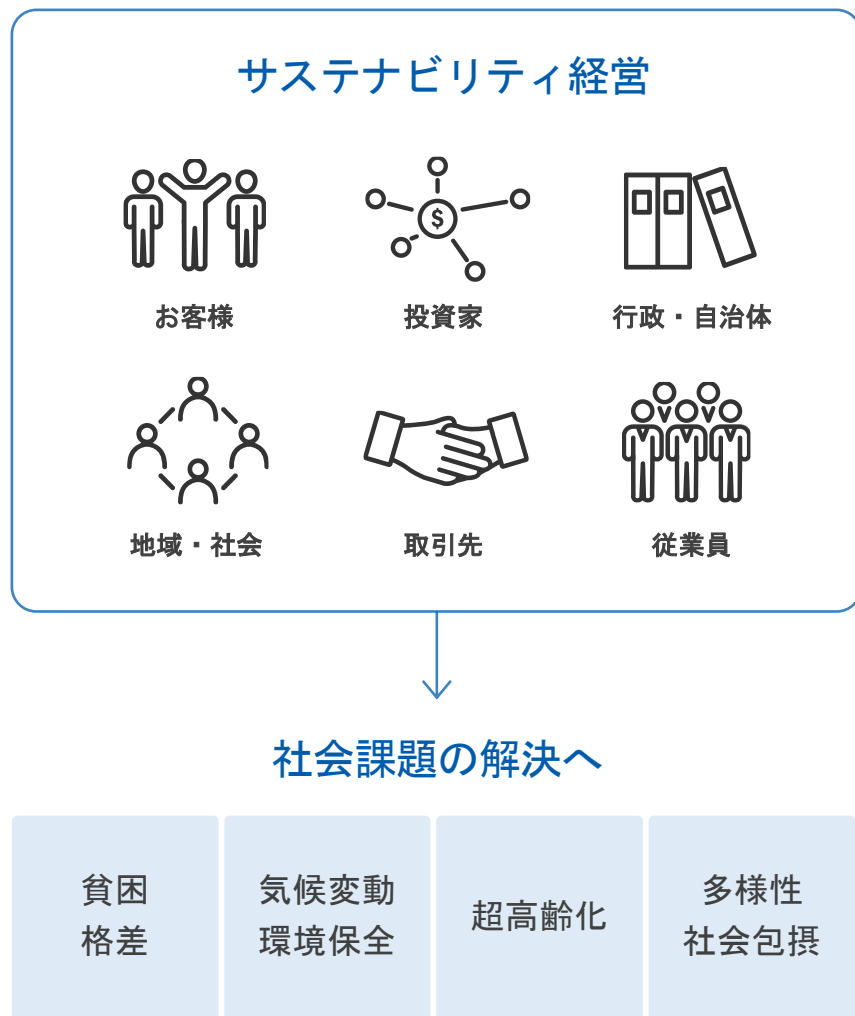 サステナビリティ経営
$
お客様
投資家
行政・自治体
地域・社会
取引先
従業員
社会課題の解決へ
貧困
格差
気候変動
環境保全
超高齢化
多様性
社会包摂